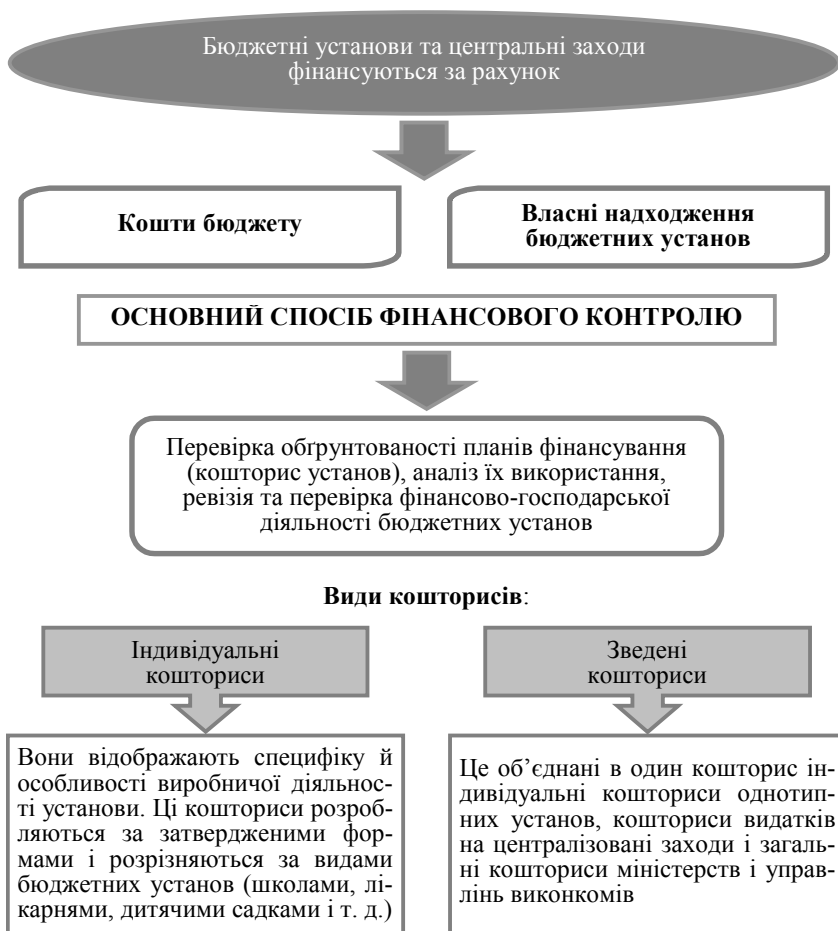 Бюджетні установи та центральні заходи
фінансуються за рахунок
Кошти бюджету
Власні надходження
бюджетних установ
ОСНОВНИЙ СПОСІБ ФІНАНСОВОГО КОНТРОЛЮ
Перевірка обґрунтованості планів фінансування
(кошторис установ), аналіз їх використання,
ревізія та перевірка фінансово-господарської
діяльності бюджетних установ
Види кошторисів:
Індивідуальні
кошториси
Вони відображають специфіку й
особливості виробничої діяльнос-
ті установи. Ці кошториси розроб-
ляються за затвердженими фор-
мами і розрізняються за видами
бюджетних установ (школами, лі-
карнями, дитячими садками і т. д.)
Зведені
кошториси
Це об’єднані в один кошторис ін-
дивідуальні кошториси однотип-
них установ, кошториси видатків
на централізовані заходи і загаль-
ні кошториси міністерств і управ-
лінь виконкомів